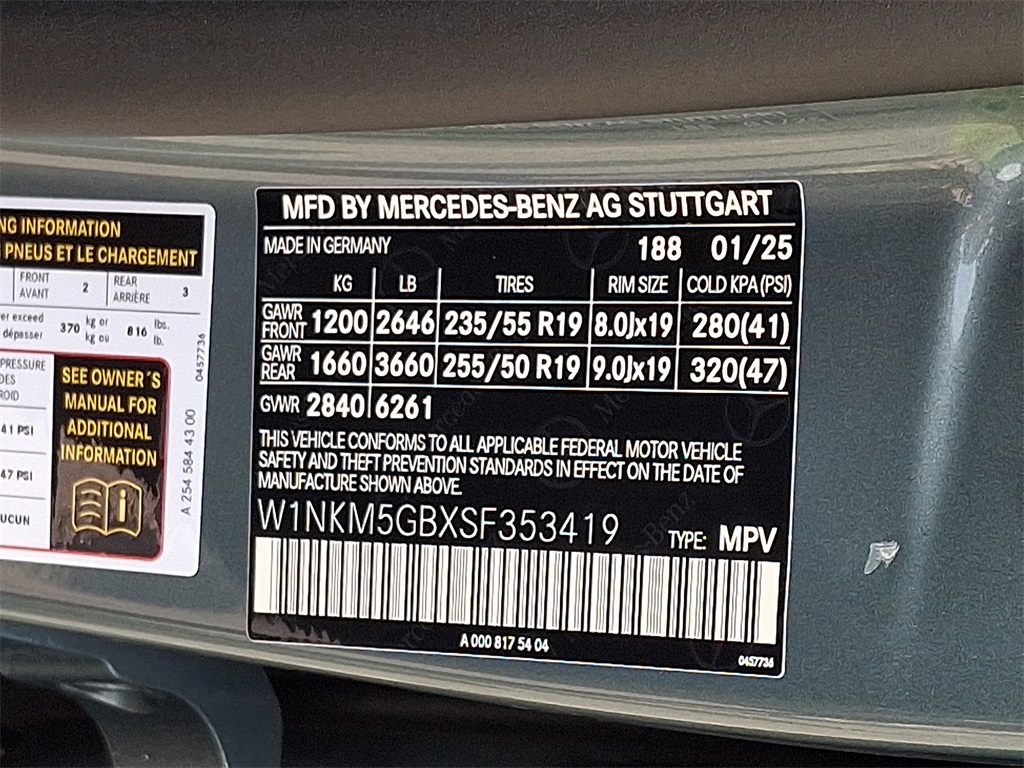 NG INFORMATION
PNEUS ET LE CHARGEMENT
FRONT
AVANT 2 REAR
ARRIÈRE 3
er exceed
dépasser 370 kg or
kg ou 816 lbs.
lb.
PRESSURE
DES
ROID
41 PSI
47 PSI
UCUN
SEE OWNER´S
MANUAL FOR
ADDITIONAL
INFORMATION
0457736
A 254 584 43 00
MFD BY MERCEDES-BENZ AG STUTTGART
MADE IN GERMANY 188 01/25
KG LB TIRES RIM SIZE COLD KPA (PSI)
GAWR
FRONT 1200 2646 235/55 R19 8.0Jx19 280(41)
GAWR
REAR 1660 3660 255/50 R19 9.0Jx19 320(47)
GVWR 2840 6261
THIS VEHICLE CONFORMS TO ALL APPLICABLE FEDERAL MOTOR VEHICLE
SAFETY AND THEFT PREVENTION STANDARDS IN EFFECT ON THE DATE OF
MANUFACTURE SHOWN ABOVE.
W1NKM5GBXSF353419 TYPE: MPV
A 000 817 54 04
0457736